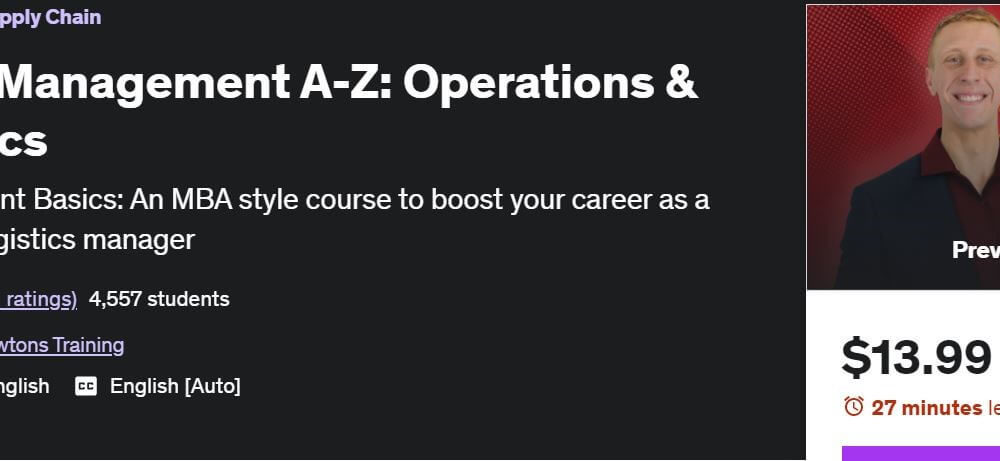 pply Chain
Management A-Z: Operations &
cs
nt Basics: An MBA style course to boost your career as a
gistics manager
ratings) 4,557 students
wtons Training
nglish CC English [Auto]
Prev
$13.99
27 minutes le